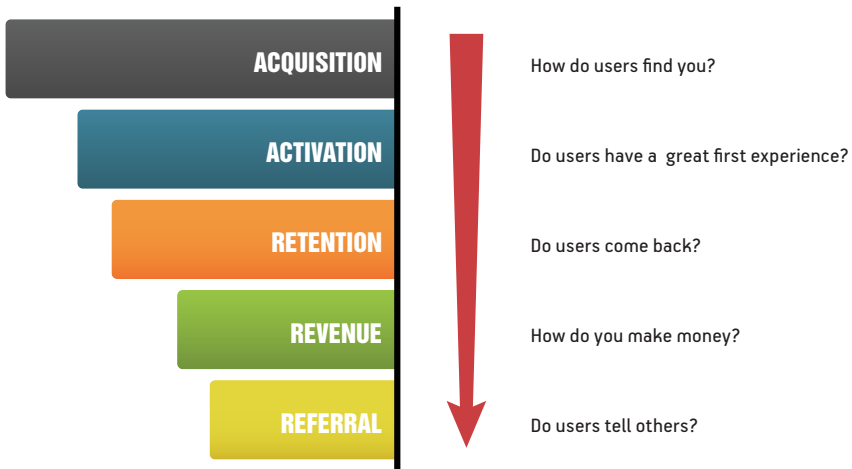 ACQUISITION
How do users find you?
ACTIVATION
Do users have a great first experience?
RETENTION
Do users come back?
REVENUE
How do you make money?
REFERRAL
Do users tell others?